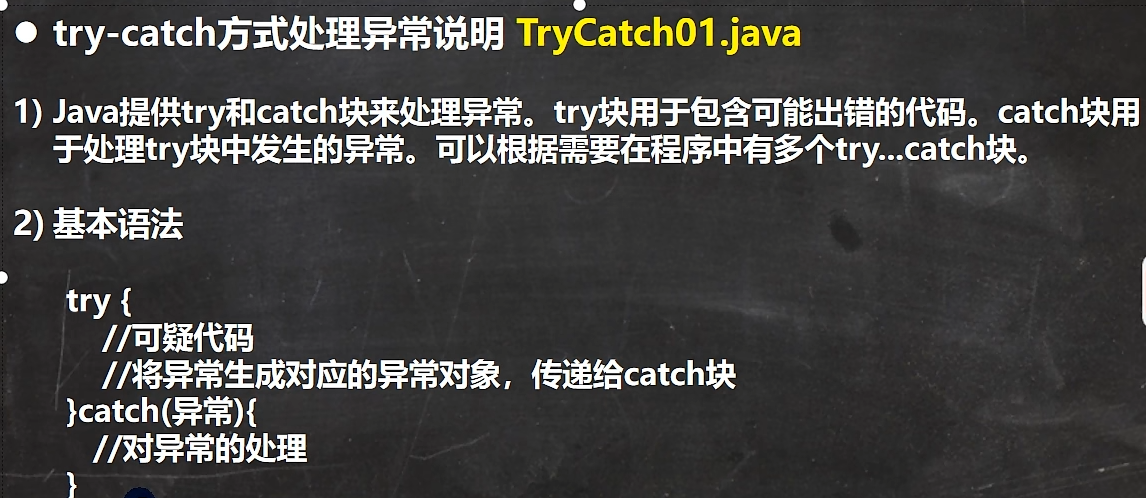 ● try-catch方式处理异常说明 TryCatch01.java
1) Java提供try和catch块来处理异常。try块用于包含可能出错的代码。catch块用
于处理try块中发生的异常。可以根据需要在程序中有多个try...catch块。
2) 基本语法
try {
//可疑代码
//将异常生成对应的异常对象，传递给catch块
}catch(异常){
//对异常的处理
}